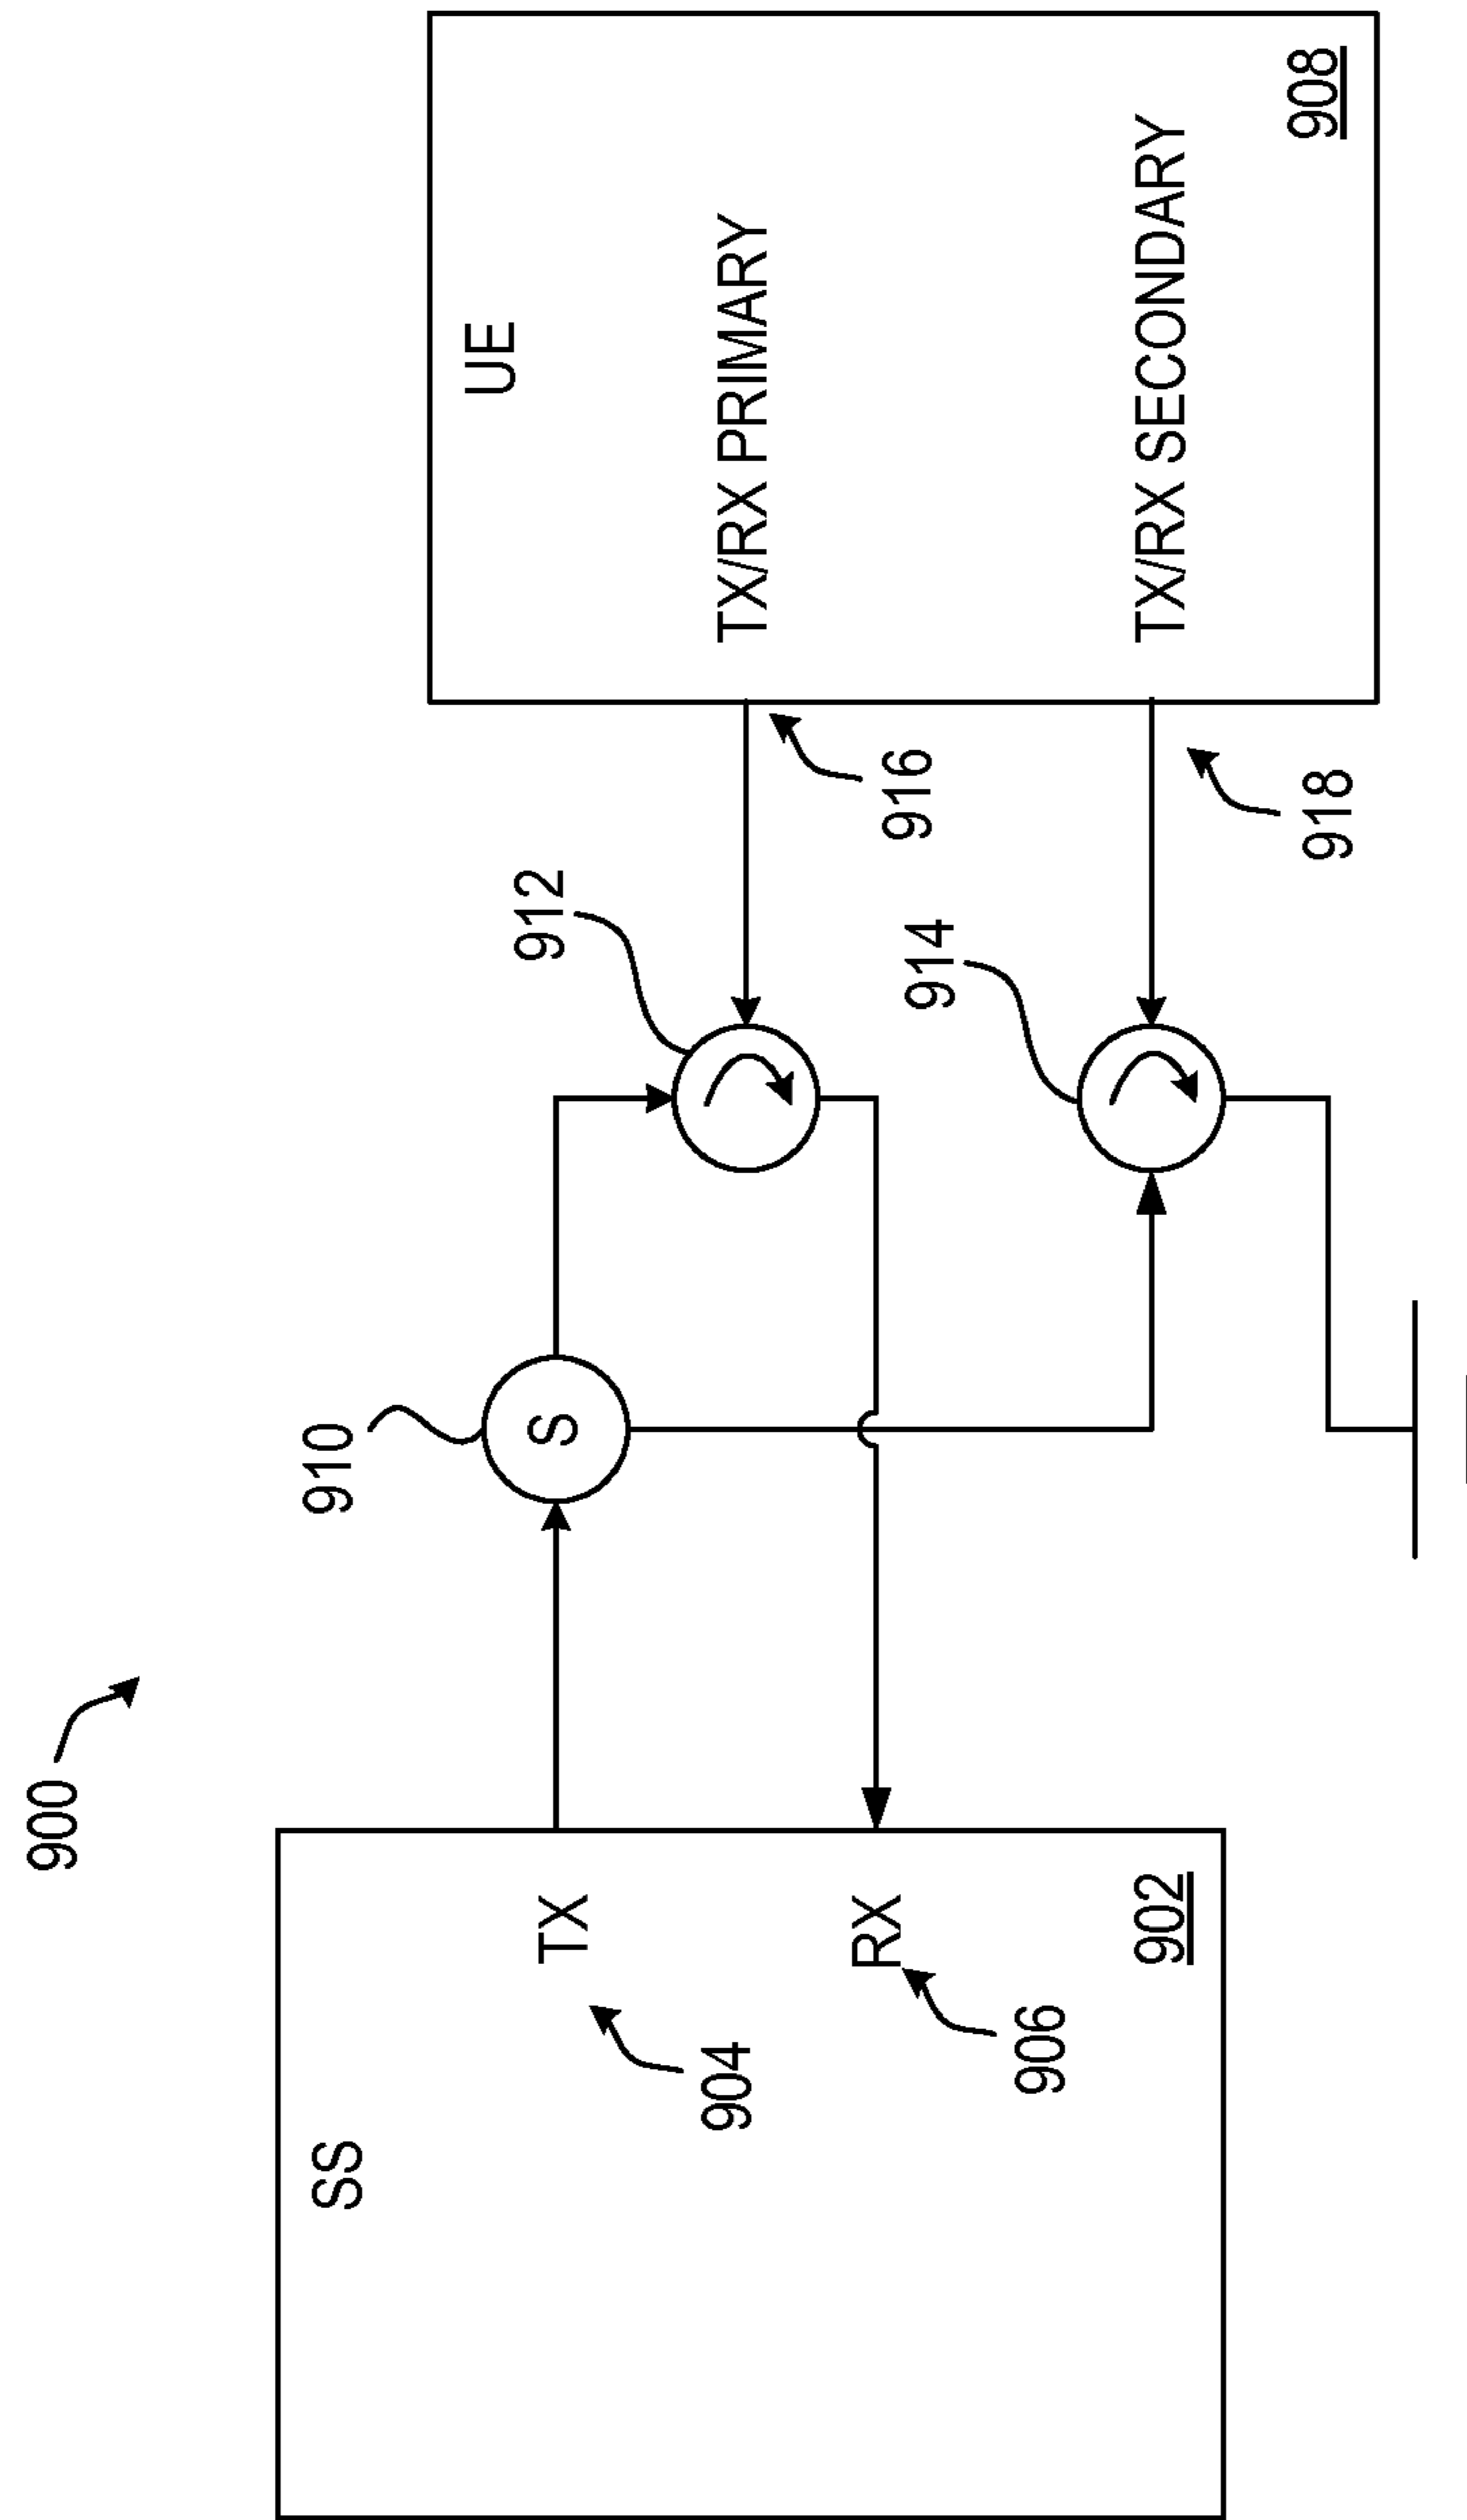 900
SS
TX
904
RX
906
902
910
S
912
914
916
918
UE
TX/RX PRIMARY
TX/RX SECONDARY
908